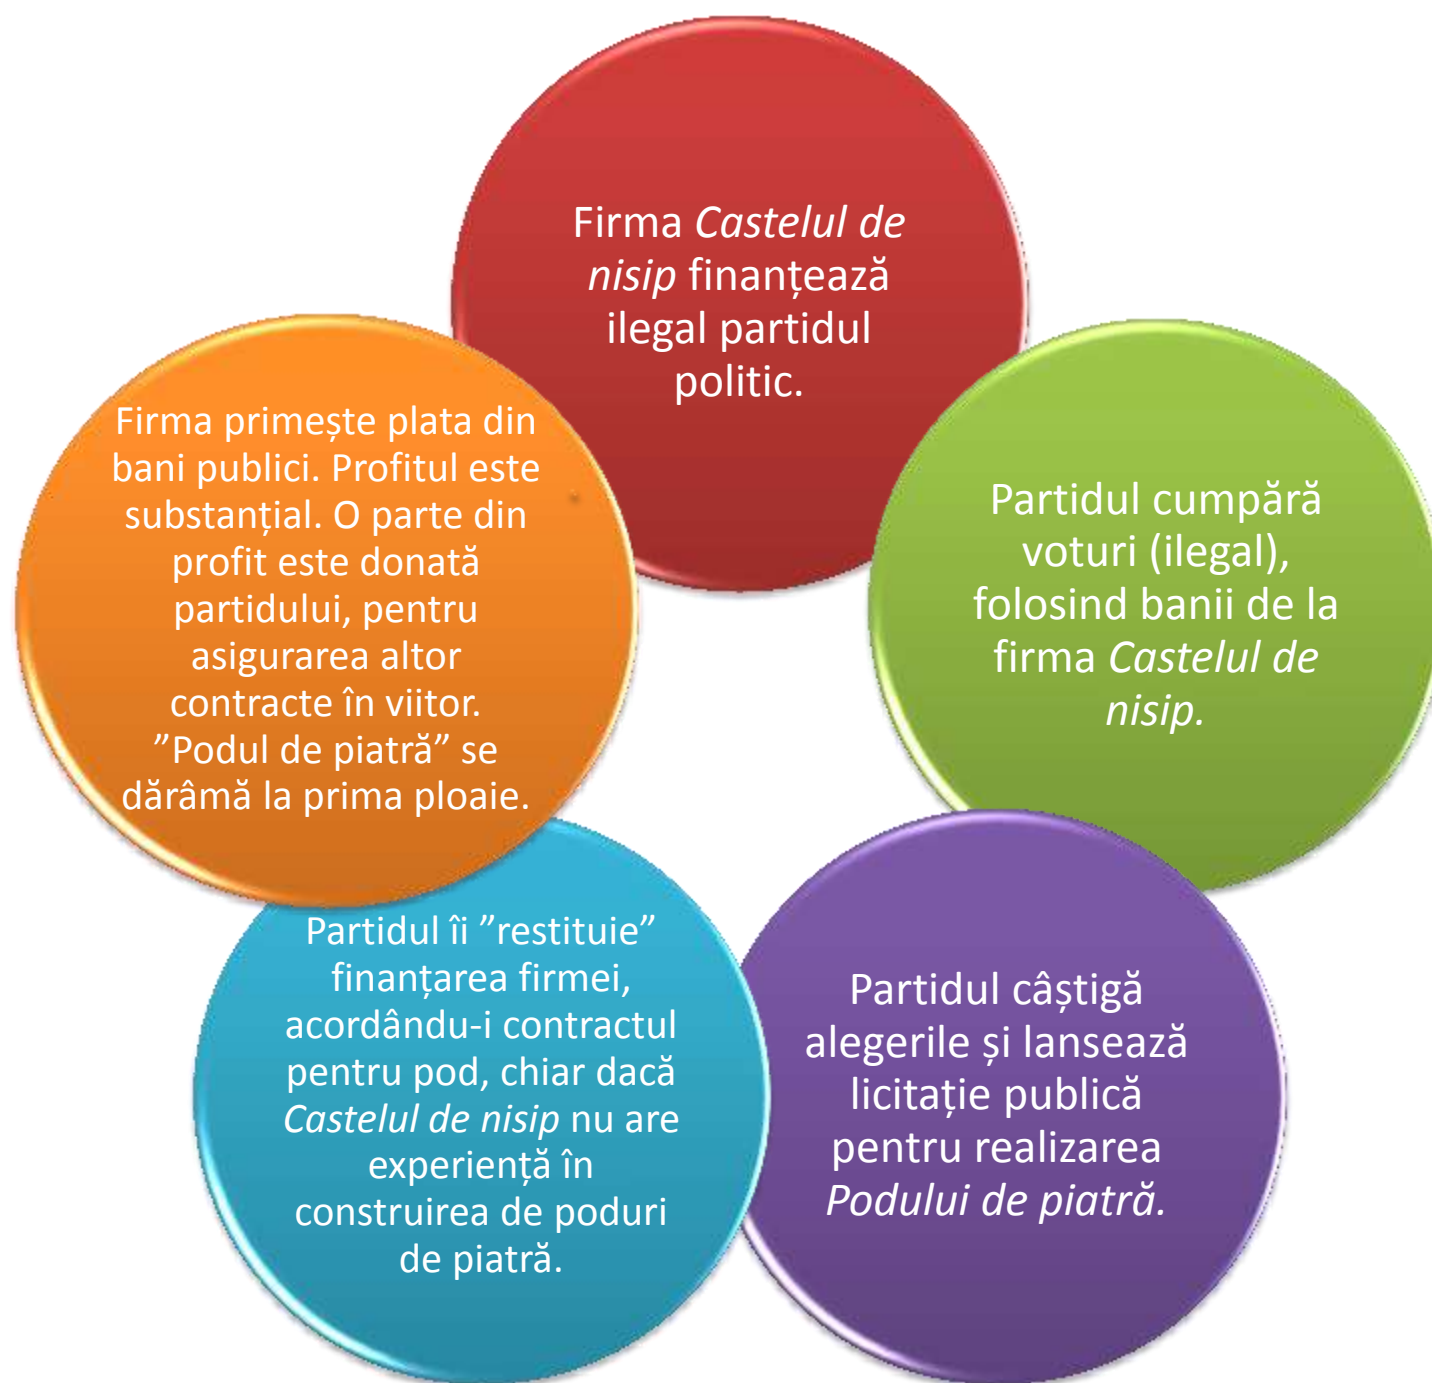 Firma Castelul de
nisip finanțează
ilegal partidul
politic.
Partidul cumpără
voturi (ilegal),
folosind banii de la
firma Castelul de
nisip.
Partidul câștigă
alegerile și lansează
licitație publică
pentru realizarea
Podului de piatră.
Partidul îi ”restituie”
finanțarea firmei,
acordându-i contractul
pentru pod, chiar dacă
Castelul de nisip nu are
experiență în
construirea de poduri
de piatră.
Firma primește plata din
bani publici. Profitul este
substanțial. O parte din
profit este donată
partidului, pentru
asigurarea altor
contracte în viitor.
”Podul de piatră” se
dărâmă la prima ploaie.